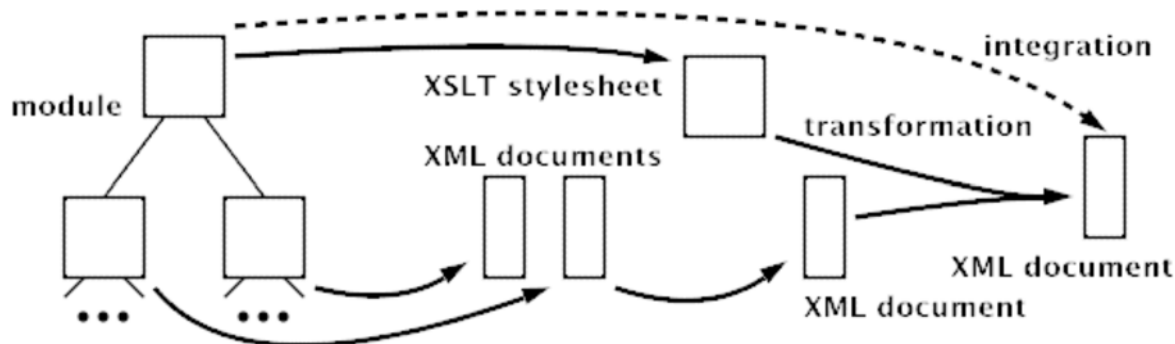 integration
XSLT stylesheet
module
transformation
XML documents
XML document
XML document